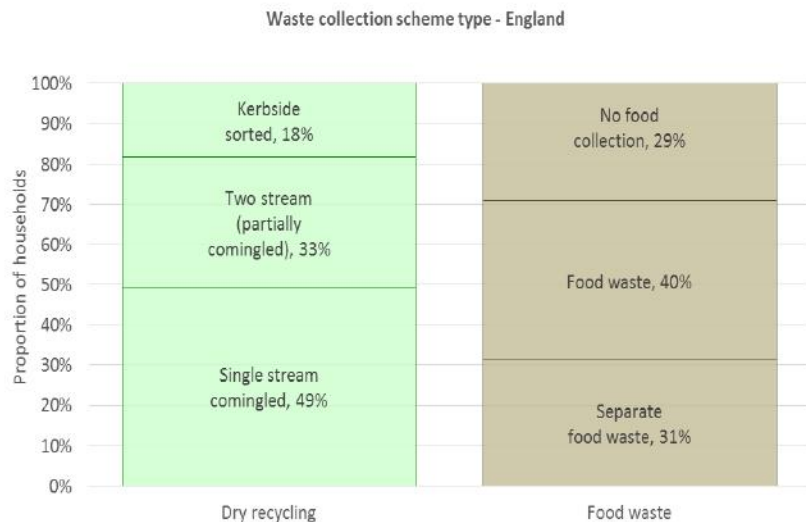 Waste collection scheme type - England
Proportion of households
100%
90%
80%
70%
60%
50%
40%
30%
20%
10%
0%
Kerbside
sorted, 18%
Two stream
(partially
comingled), 33%
Single stream
comingled, 49%
No food
collection, 29%
Food waste, 40%
Separate
food waste, 31%
Dry recycling
Food waste